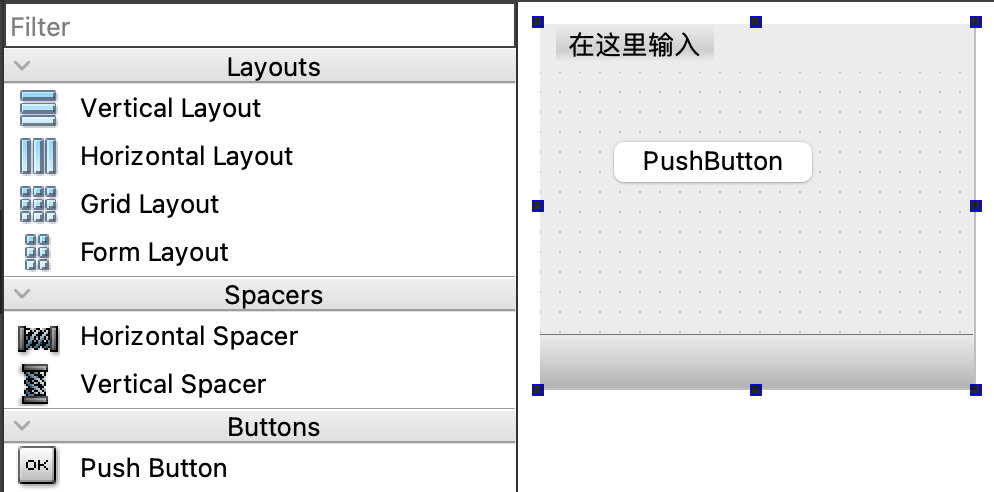 Filter
Layouts
Vertical Layout
Horizontal Layout
Grid Layout
Form Layout
Spacers
Horizontal Spacer
Vertical Spacer
Buttons
OK
Push Button
在这里输入
PushButton